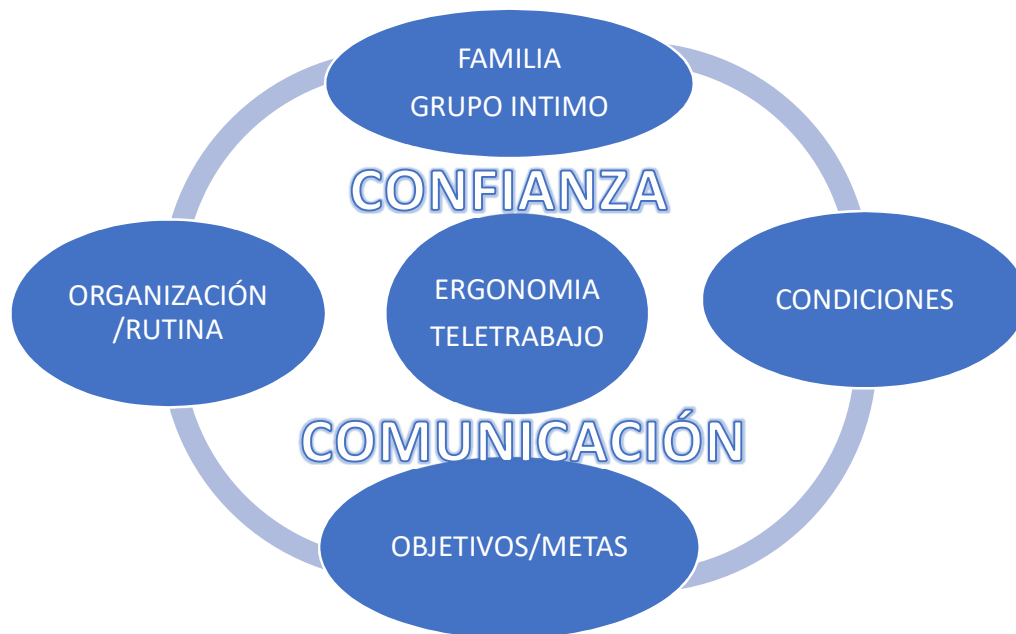 FAMILIA
GRUPO INTIMO
CONFIANZA
ORGANIZACIÓN
/RUTINA
ERGONOMIA
TELETRABAJO
CONDICIONES
COMUNICACIÓN
OBJETIVOS/METAS